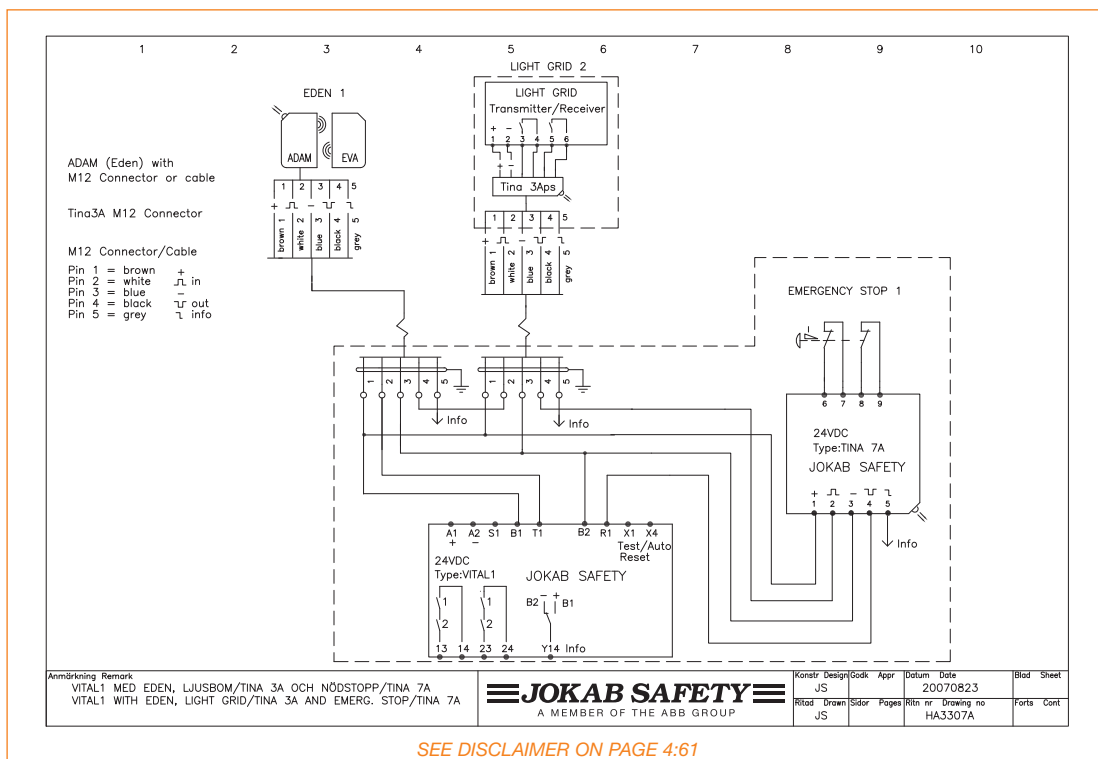 1 2 3 4 5 6 7 8 9 10
LIGHT GRID 2
EDEN 1
LIGHT GRID
Transmitter/Receiver
+ −
1 2 3 4 5 6
+ −
Tina 3Aps
ADAM EVA
ADAM (Eden) with
M12 Connector or cable
1 2 3 4 5
+ −
brown 1
white 2
blue 3
black 4
grey 5
1 2 3 4 5
+ −
brown 1
white 2
blue 3
black 4
grey 5
Tina3A M12 Connector
M12 Connector/Cable
Pin 1 = brown +
Pin 2 = white in
Pin 3 = blue −
Pin 4 = black out
Pin 5 = grey info
EMERGENCY STOP 1
1 2 3 4 5
Info
1 2 3 4 5
Info
6 7 8 9
24VDC
Type:TINA 7A
JOKAB SAFETY
+ −
1 2 3 4 5
Info
A1 A2 S1 B1 T1 B2 R1 X1 X4
+ −
Test/Auto
Reset
24VDC
Type:VITAL1
JOKAB SAFETY
1 1
2 2
B2 − + B1
13 14 23 24 Y14 Info
Anmärkning Remark
VITAL1 MED EDEN, LJUSBOM/TINA 3A OCH NÖDSTOPP/TINA 7A
VITAL1 WITH EDEN, LIGHT GRID/TINA 3A AND EMERG. STOP/TINA 7A
JOKAB SAFETY
A MEMBER OF THE ABB GROUP
Konstr Design Godk Appr Datum Date Blad Sheet
JS 20070823
Ritad Drawn Sidor Pages Ritn nr Drawing no Forts Cont
JS HA3307A
SEE DISCLAIMER ON PAGE 4:61